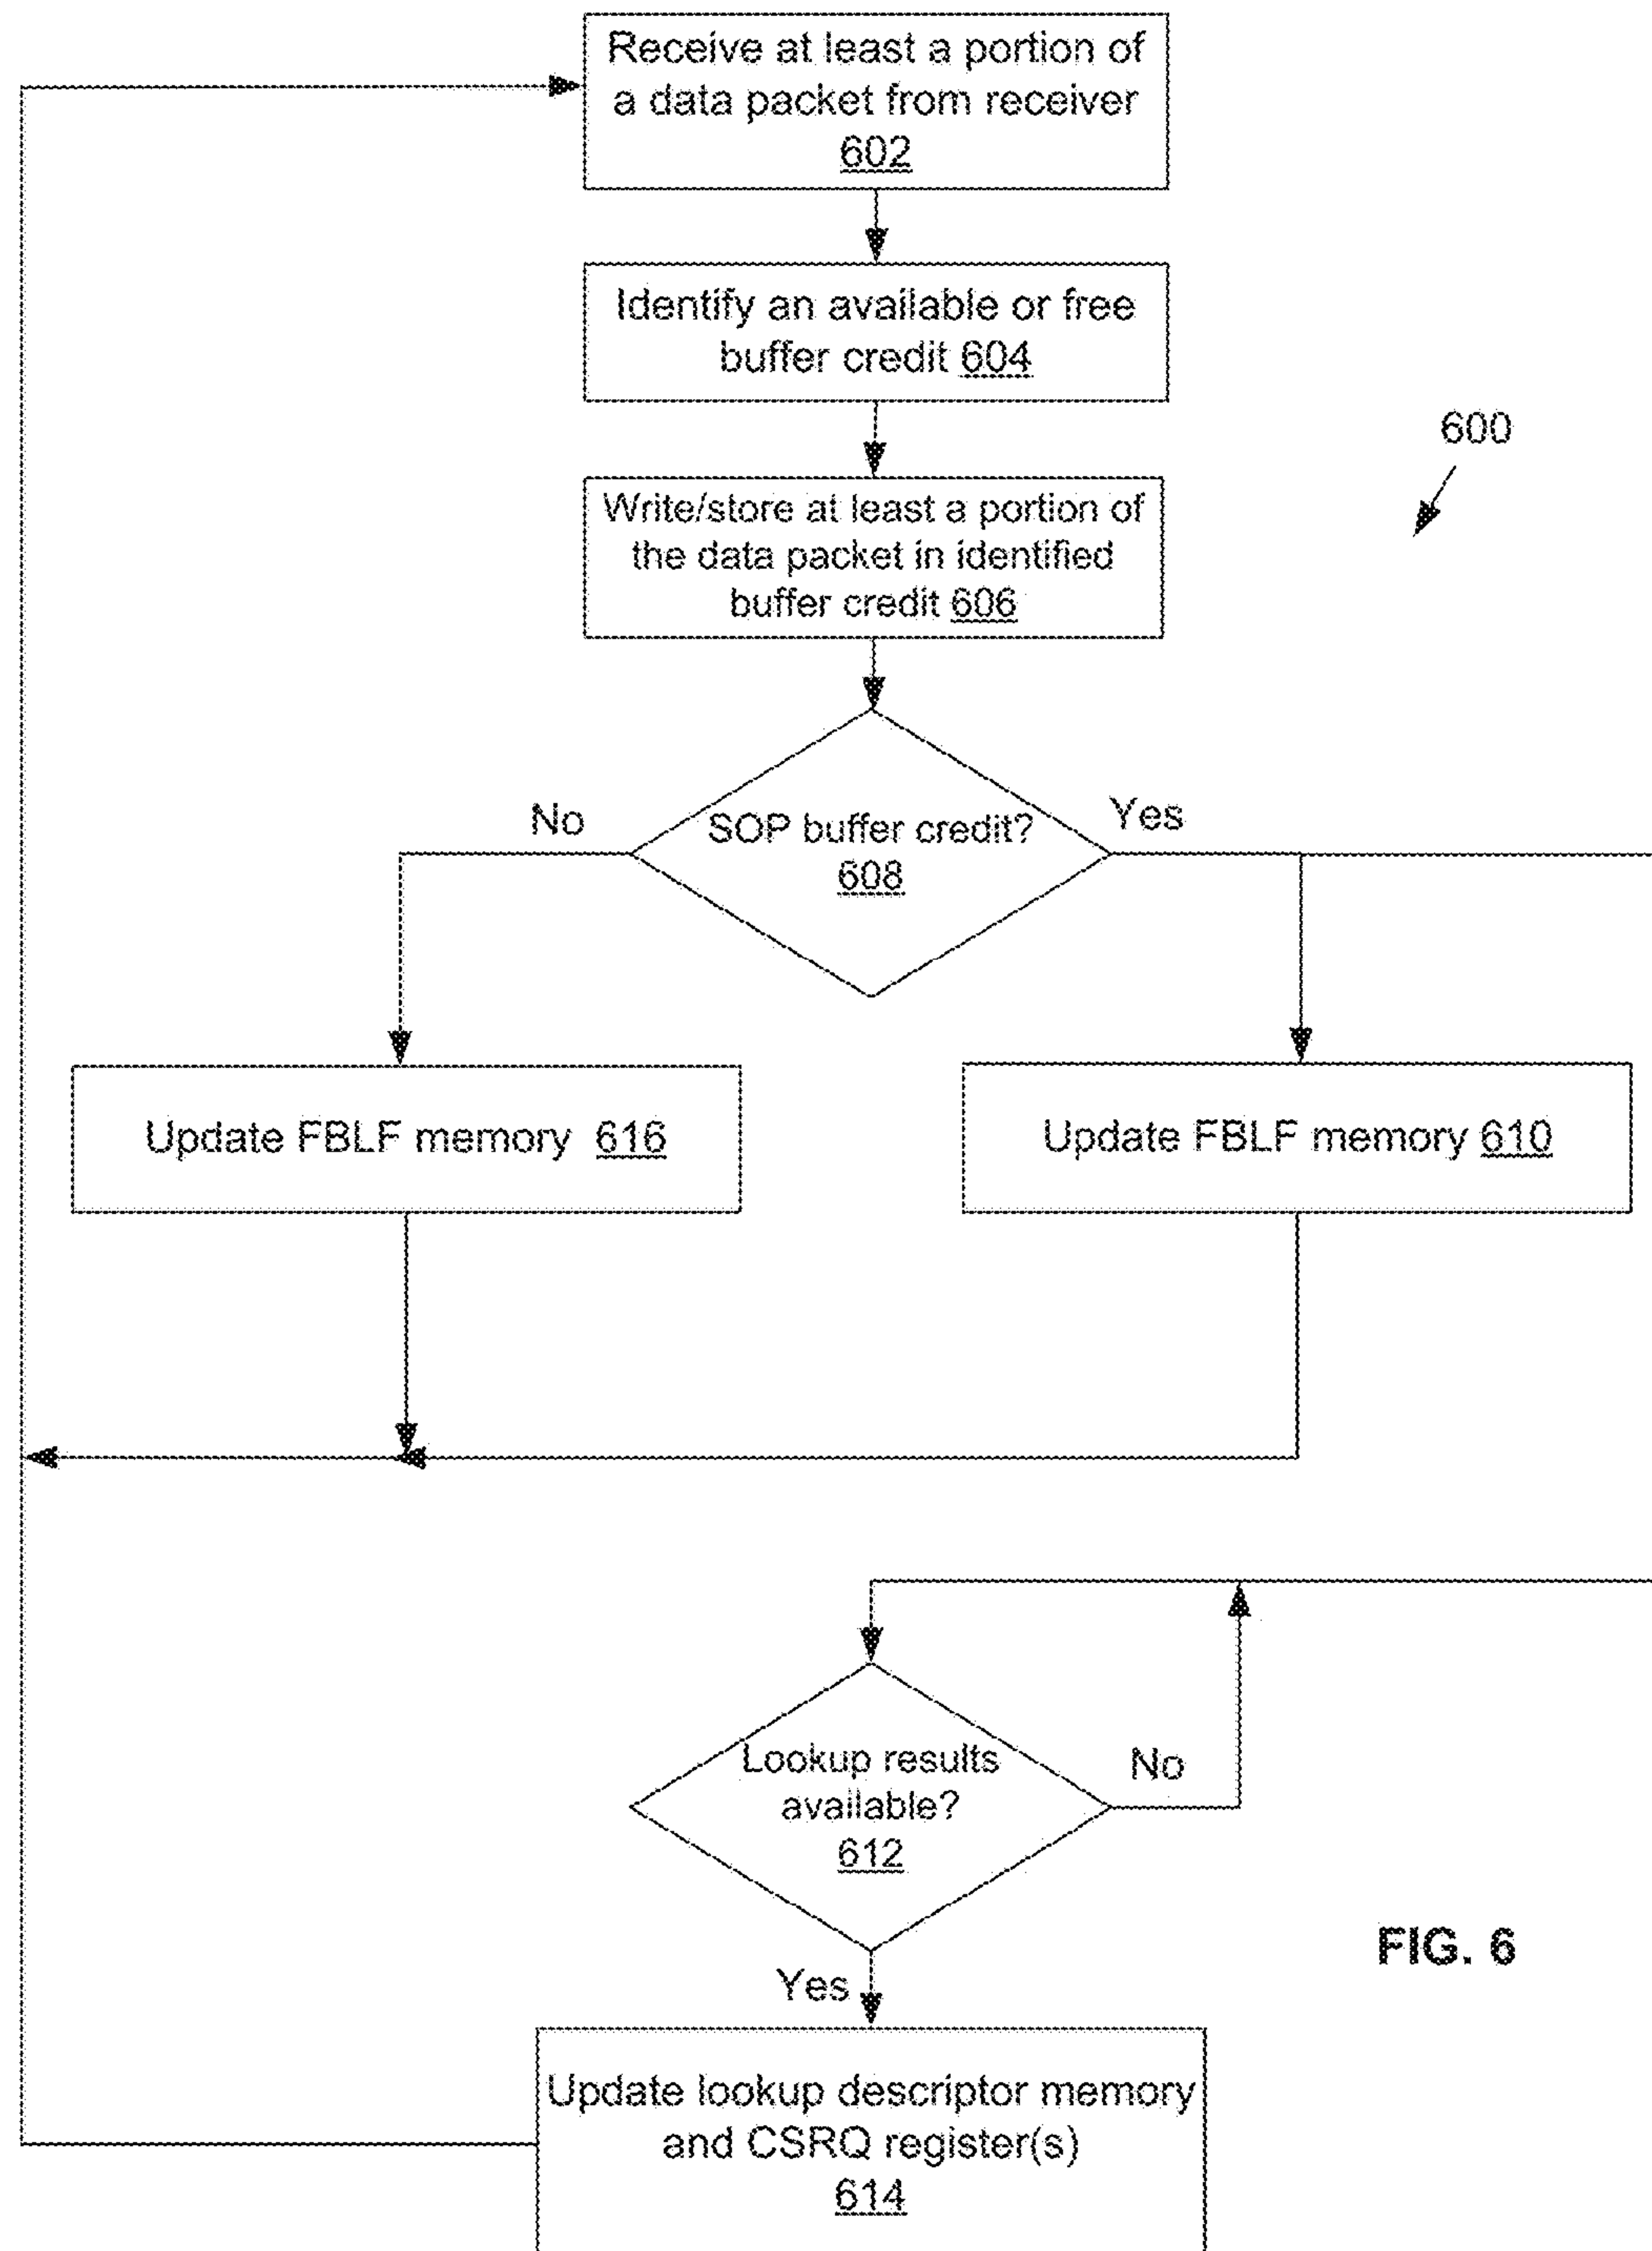 Receive at least a portion of
a data packet from receiver
602
Identify an available or free
buffer credit 604
600
Write/store at least a portion of
the data packet in identified
buffer credit 606
No
SOP buffer credit?
608
Yes
Update FBLF memory 616
Update FBLF memory 610
Lookup results
available?
612
No
FIG. 6
Yes
Update lookup descriptor memory
and CSRQ register(s)
614